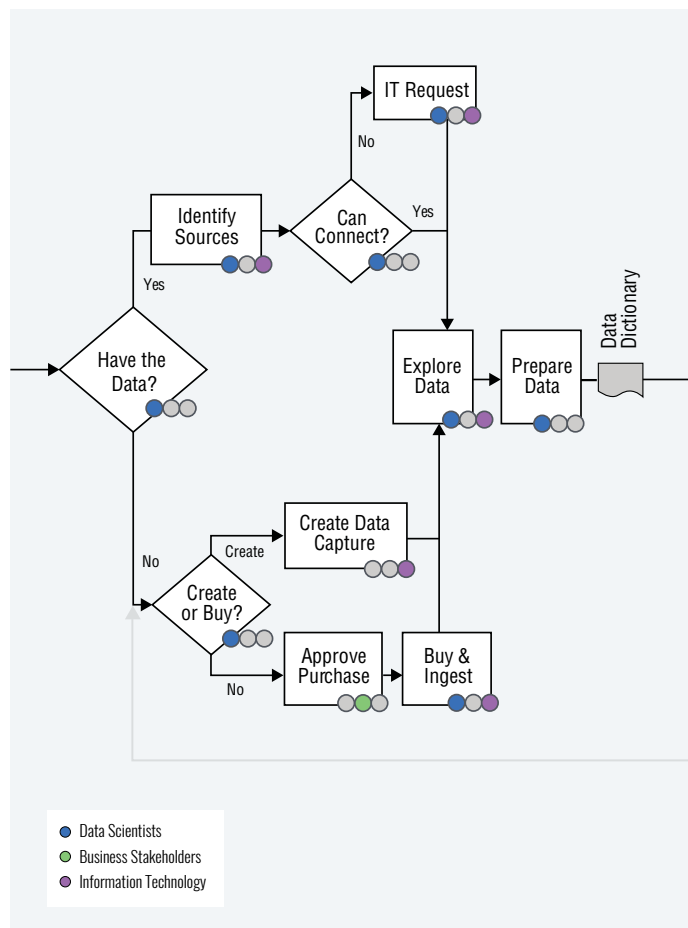 IT Request
No
Identify
Sources
Can
Connect?
Yes
Yes
Data
Dictionary
Have the
Data?
Explore
Data
Prepare
Data
Create Data
Capture
No
Create
Create
or Buy?
Approve
Purchase
Buy &
Ingest
No
Data Scientists
Business Stakeholders
Information Technology